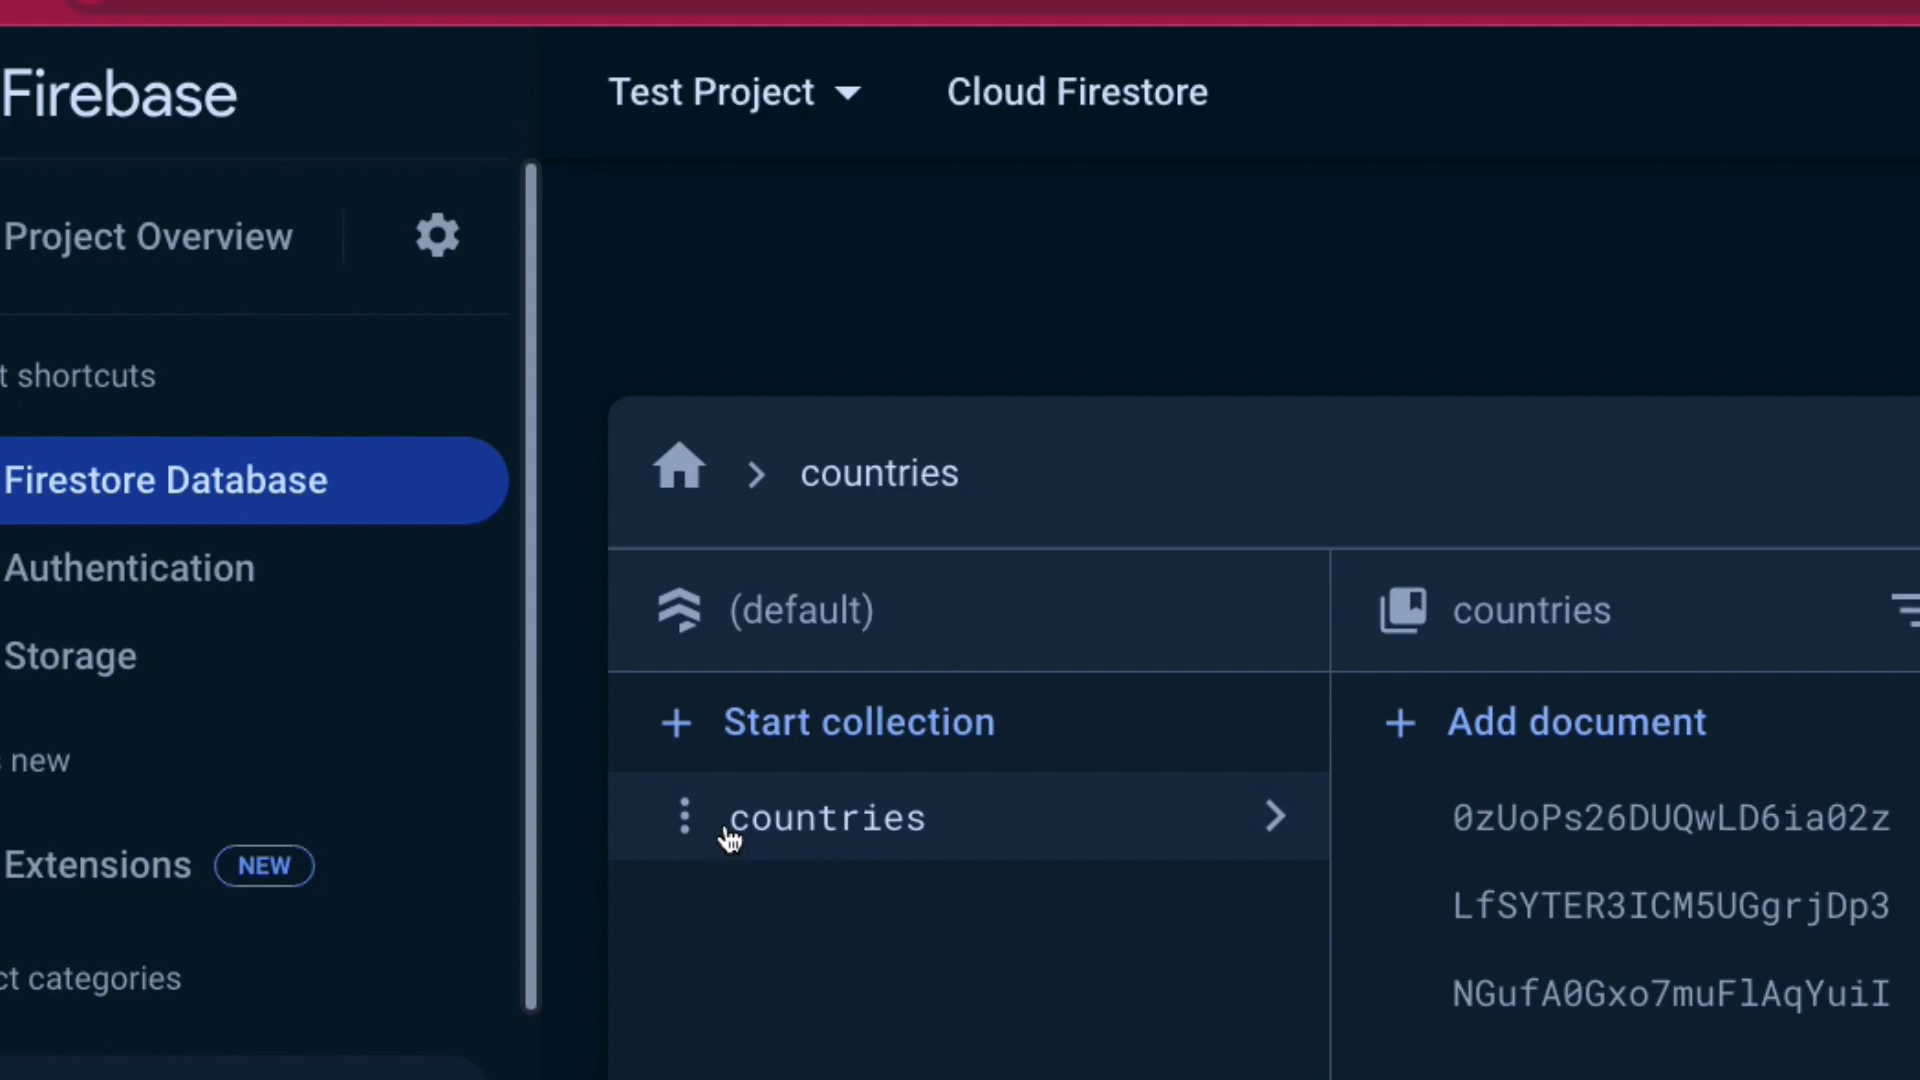 Firebase
Test Project
Cloud Firestore
Project Overview
t shortcuts
Firestore Database
Authentication
Storage
s new
Extensions NEW
ct categories
countries
(default)
countries
Start collection
Add document
countries
0zUoPs26DUQwLD6ia02z
LfSYTER3ICM5UGgrjDp3
NGufA0Gxo7muFlAqYuiI